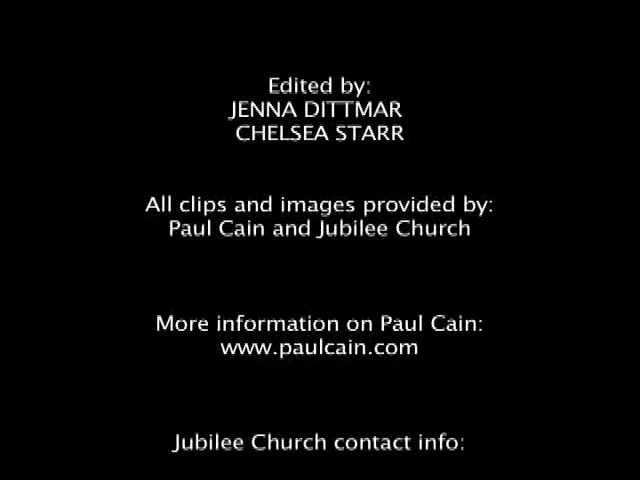 Edited by:
JENNA DITTMAR
CHELSEA STARR
All clips and images provided by:
Paul Cain and Jubilee Church
More information on Paul Cain:
www.paulcain.com
Jubilee Church contact info: